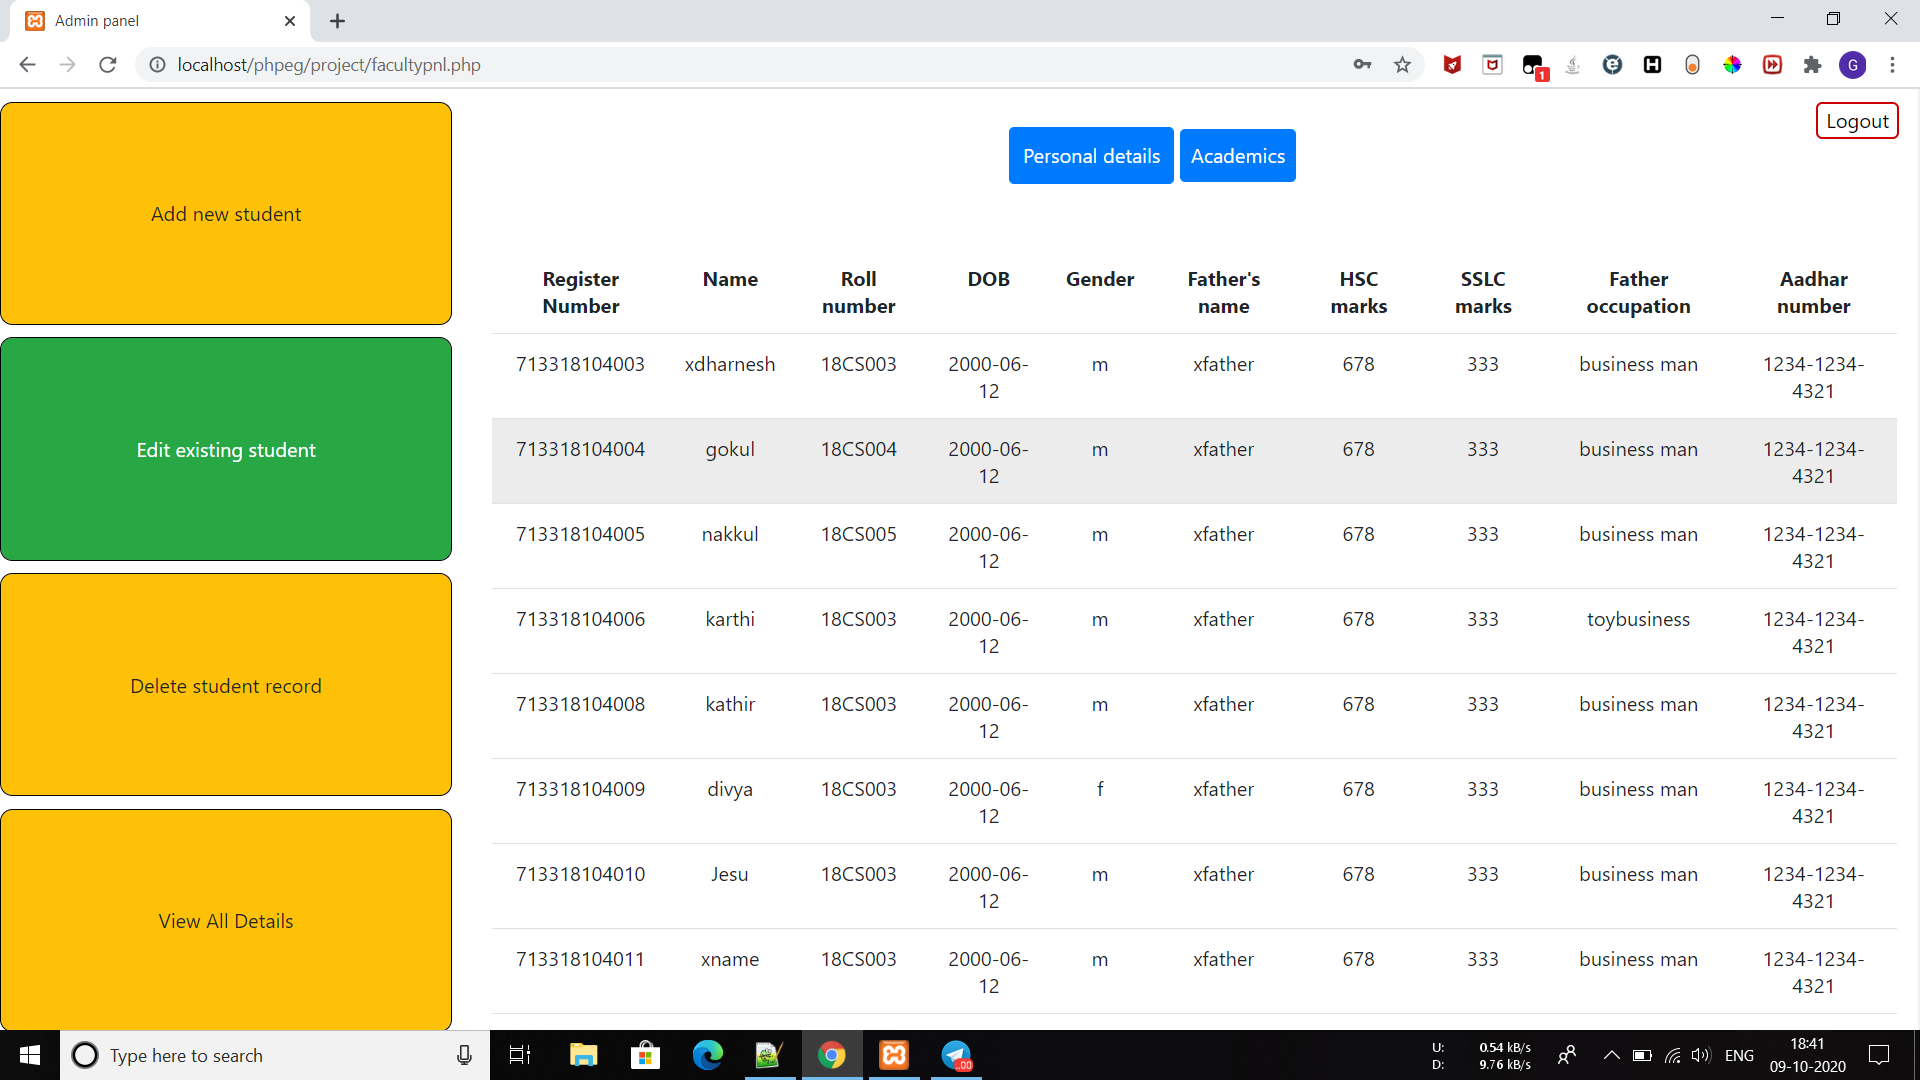 Admin panel
localhost/phpeg/project/facultypnl.php
1
G
Logout
Personal details Academics
Add new student
Edit existing student
Delete student record
View All Details
Register Number Name Roll number DOB Gender Father's name HSC marks SSLC marks Father occupation Aadhar number
713318104003 xdharnesh 18CS003 2000-06-12 m xfather 678 333 business man 1234-1234-4321
713318104004 gokul 18CS004 2000-06-12 m xfather 678 333 business man 1234-1234-4321
713318104005 nakkul 18CS005 2000-06-12 m xfather 678 333 business man 1234-1234-4321
713318104006 karthi 18CS003 2000-06-12 m xfather 678 333 toybusiness 1234-1234-4321
713318104008 kathir 18CS003 2000-06-12 m xfather 678 333 business man 1234-1234-4321
713318104009 divya 18CS003 2000-06-12 f xfather 678 333 business man 1234-1234-4321
713318104010 Jesu 18CS003 2000-06-12 m xfather 678 333 business man 1234-1234-4321
713318104011 xname 18CS003 2000-06-12 m xfather 678 333 business man 1234-1234-4321
Type here to search
U: 0.54 kB/s
D: 9.76 kB/s
ENG
18:41
09-10-2020